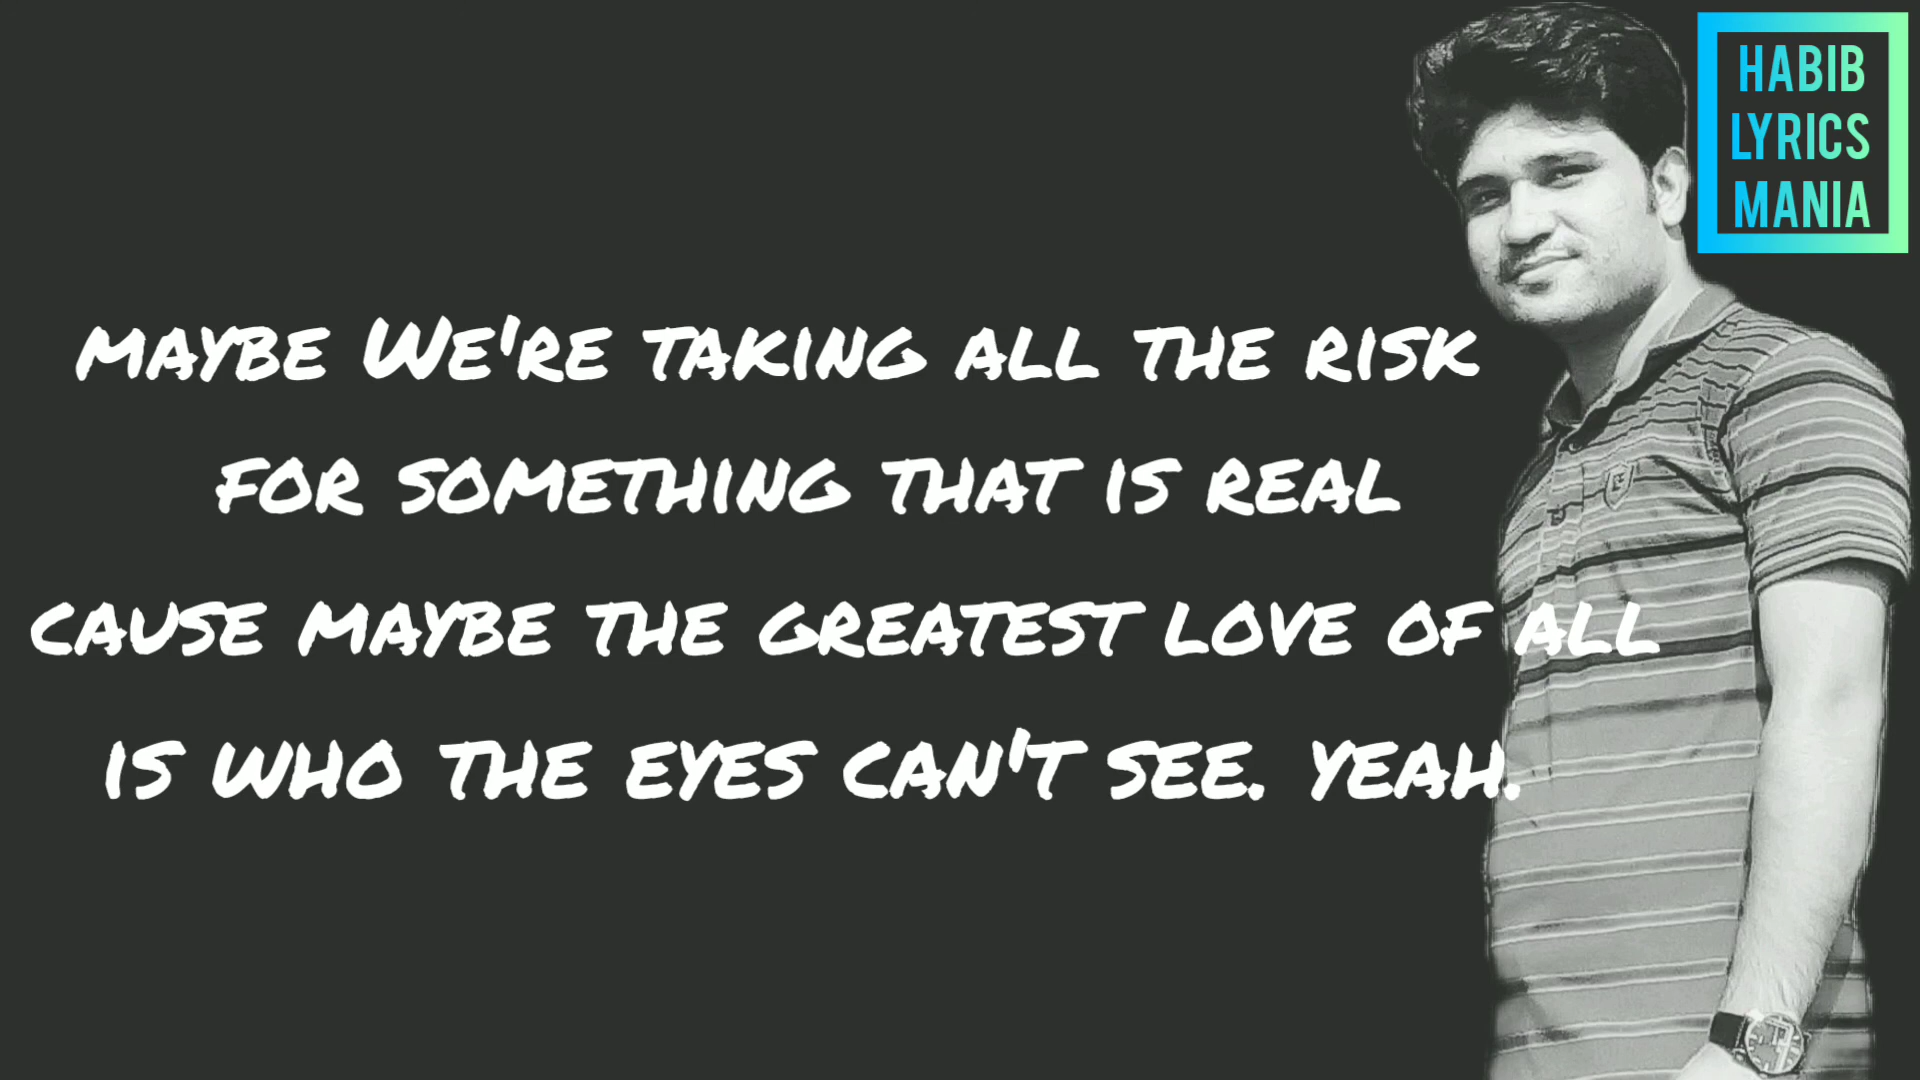 HABIB
LYRICS
MANIA
MAYBE WE'RE TAKING ALL THE RISK
FOR SOMETHING THAT IS REAL
CAUSE MAYBE THE GREATEST LOVE OF ALL
IS WHO THE EYES CAN'T SEE. YEAH.